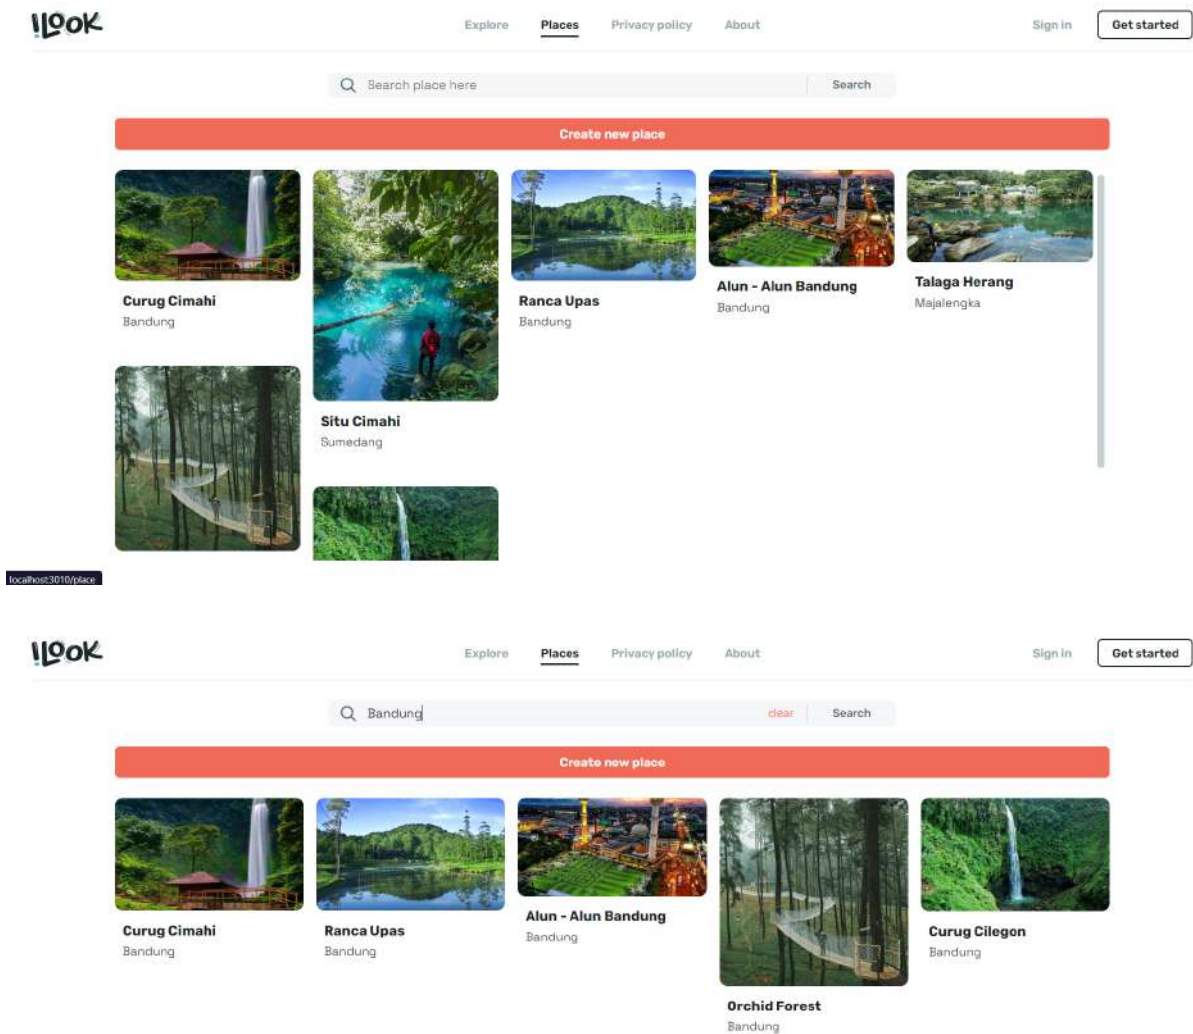 !LOOK
Explore Places Privacy policy About
Sign in Get started
Search place here Search
Create new place
Curug Cimahi
Bandung
Situ Cimahi
Sumedang
Ranca Upas
Bandung
Alun - Alun Bandung
Bandung
Talaga Herang
Majalengka
localhost:3010/place
!LOOK
Explore Places Privacy policy About
Sign in Get started
Bandung clear Search
Create new place
Curug Cimahi
Bandung
Ranca Upas
Bandung
Alun - Alun Bandung
Bandung
Orchid Forest
Bandung
Curug Cilegon
Bandung